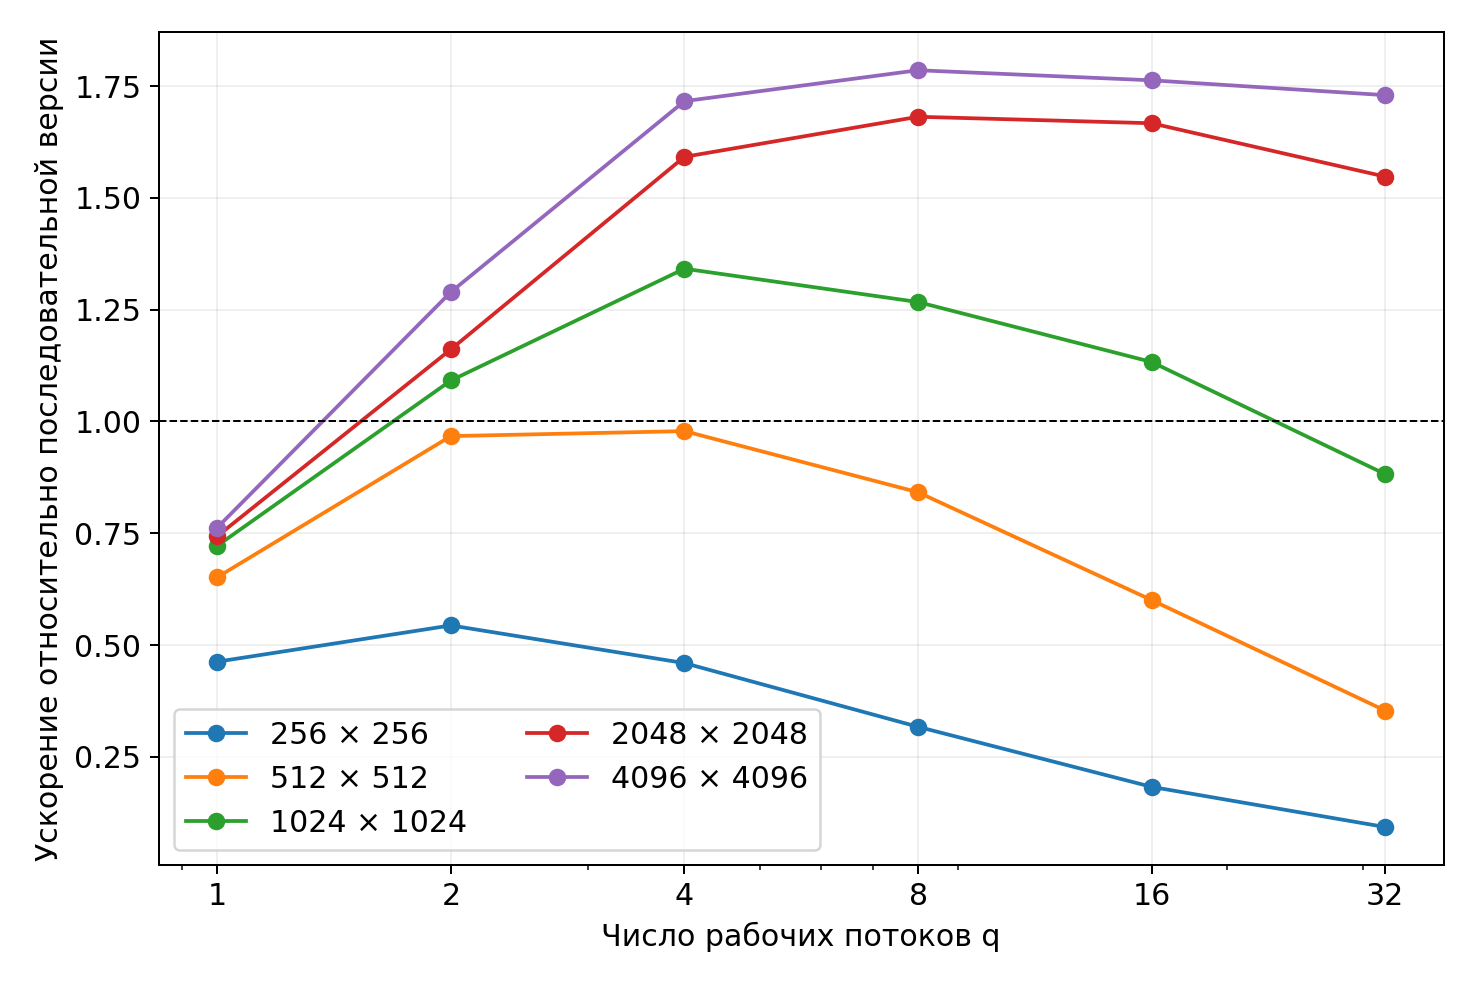 Ускорение относительно последовательной версии
1.75
1.50
1.25
1.00
0.75
0.50
0.25
256 × 256
512 × 512
1024 × 1024
2048 × 2048
4096 × 4096
1 2 4 8 16 32
Число рабочих потоков q